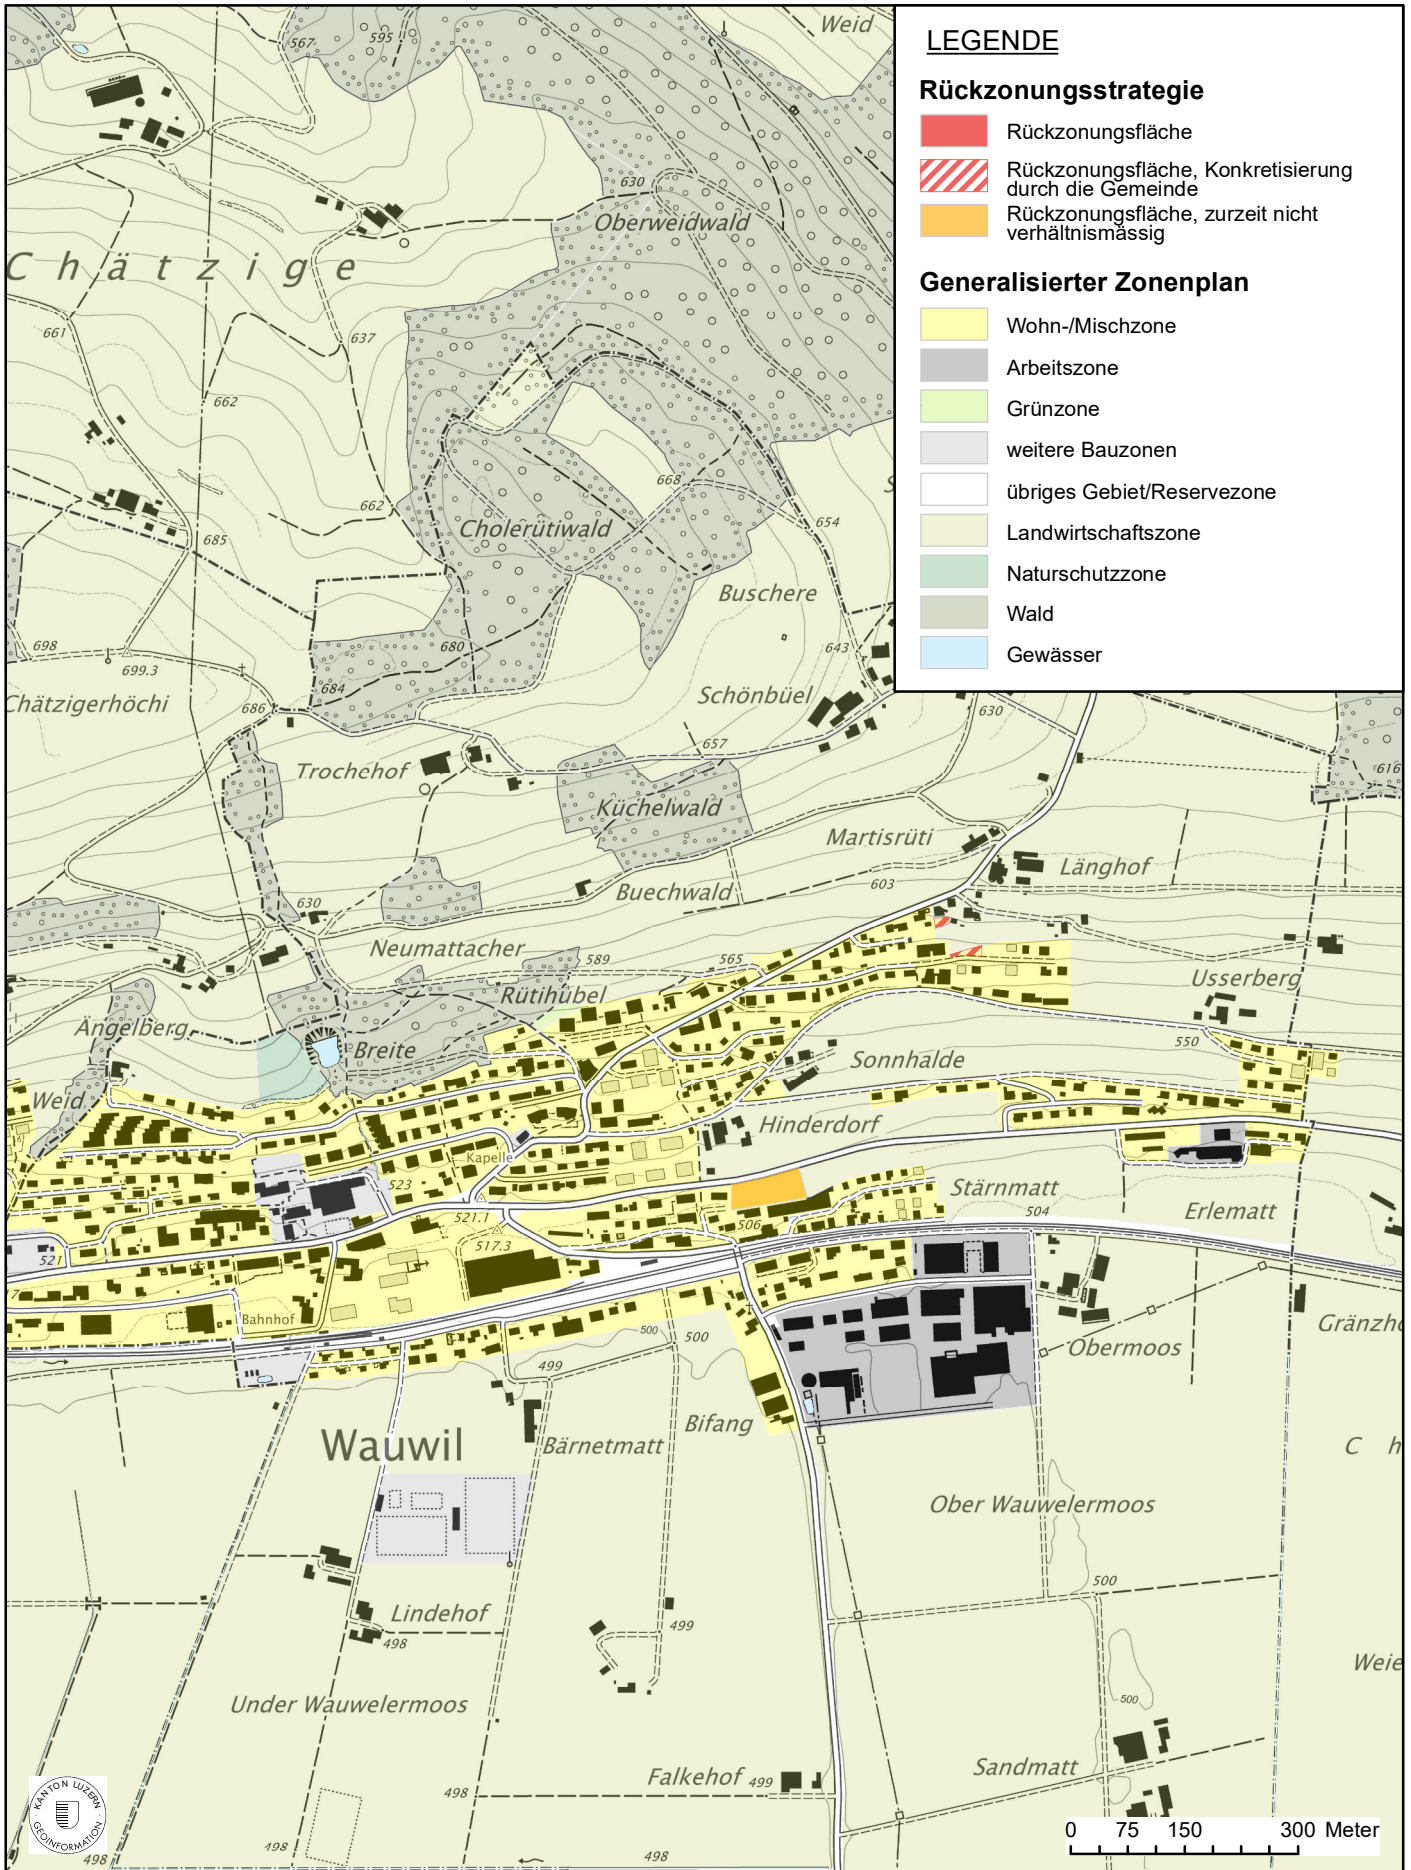 LEGENDE
Rückzonungsstrategie
Rückzonungsfläche
Rückzonungsfläche, Konkretisierung
durch die Gemeinde
Rückzonungsfläche, zurzeit nicht
verhältnismässig
Generalisierter Zonenplan
Wohn-/Mischzone
Arbeitszone
Grünzone
weitere Bauzonen
übriges Gebiet/Reservezone
Landwirtschaftszone
Naturschutzzone
Wald
Gewässer
Weid
567
595
630
Oberweidwald
Chätzige
661
637
662
662
668
Cholerütiwald
654
685
Buschere
698
699.3
680
643
684
Chätzigerhöchi
686
Schönbüel
630
657
Trochehof
616
Küchelwald
Martisrüti
Länghof
603
Buechwald
630
Neumattacher
589
565
Usserberg
Rütihubel
Ängelberg
550
Breite
Sonnhalde
Weid
Hinderdorf
Kapelle
523
Stärnmatt
521.1
506
504
Erlematt
517.3
521
Bahnhof
Gränzho
500
500
Obermoos
499
Wauwil
Bärnetmatt
Bifang
C h
Ober Wauwelermoos
500
Lindehof
498
499
Weie
Under Wauwelermoos
500
Sandmatt
Falkehof
499
498
498
498
498
KANTON LUZERN
GEOINFORMATION
0 75 150 300 Meter